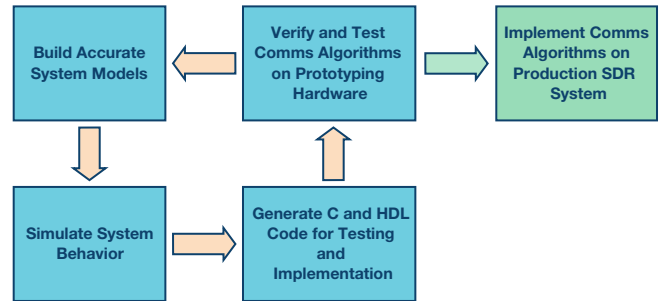 Build Accurate
System Models
Verify and Test
Comms Algorithms
on Prototyping
Hardware
Implement Comms
Algorithms on
Production SDR
System
Simulate System
Behavior
Generate C and HDL
Code for Testing
and
Implementation